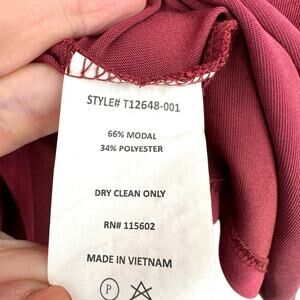 STYLE# T12648-001
66% MODAL
34% POLYESTER
DRY CLEAN ONLY
RN# 115602
MADE IN VIETNAM
P